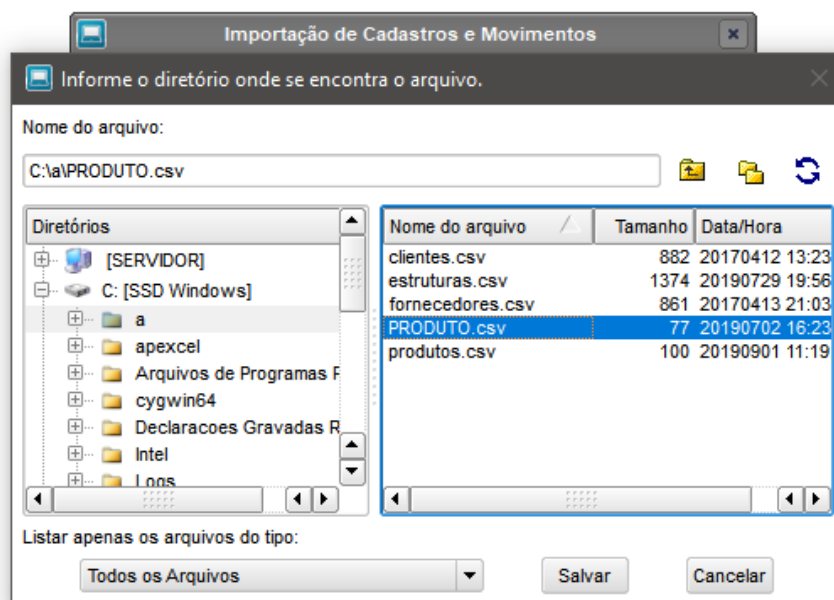 Importação de Cadastros e Movimentos
Informe o diretório onde se encontra o arquivo.
Nome do arquivo:
C:\a\PRODUTO.csv
Diretórios
[SERVIDOR]
C: [SSD Windows]
a
apexcel
Arquivos de Programas F
cygwin64
Declaracoes Gravadas R
Intel
Logs
Nome do arquivo Tamanho Data/Hora
clientes.csv 882 20170412 13:23
estruturas.csv 1374 20190729 19:56
fornecedores.csv 861 20170413 21:03
PRODUTO.csv 77 20190702 16:23
produtos.csv 100 20190901 11:19
Listar apenas os arquivos do tipo:
Todos os Arquivos Salvar Cancelar